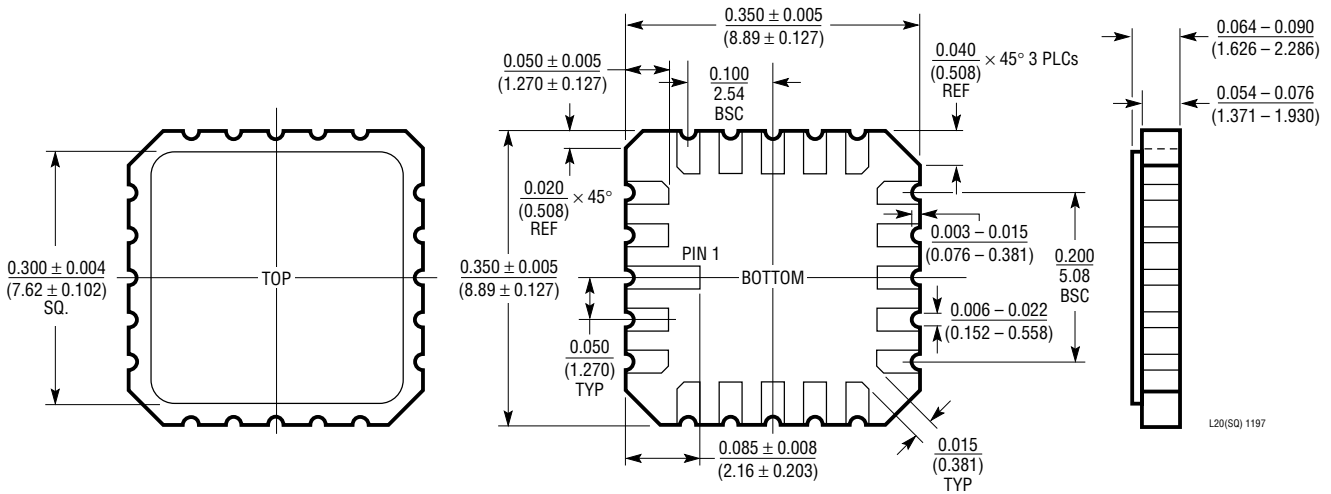 0.300 ± 0.004
(7.62 ± 0.102)
SQ.
TOP
0.350 ± 0.005
(8.89 ± 0.127)
0.050 ± 0.005
(1.270 ± 0.127)
0.100
2.54
BSC
0.040
(0.508)
REF
× 45° 3 PLCs
0.020
(0.508)
REF
× 45°
0.350 ± 0.005
(8.89 ± 0.127)
PIN 1
BOTTOM
0.003 – 0.015
(0.076 – 0.381)
0.200
5.08
BSC
0.006 – 0.022
(0.152 – 0.558)
0.050
(1.270)
TYP
0.085 ± 0.008
(2.16 ± 0.203)
0.015
(0.381)
TYP
0.064 – 0.090
(1.626 – 2.286)
0.054 – 0.076
(1.371 – 1.930)
L20(SQ) 1197